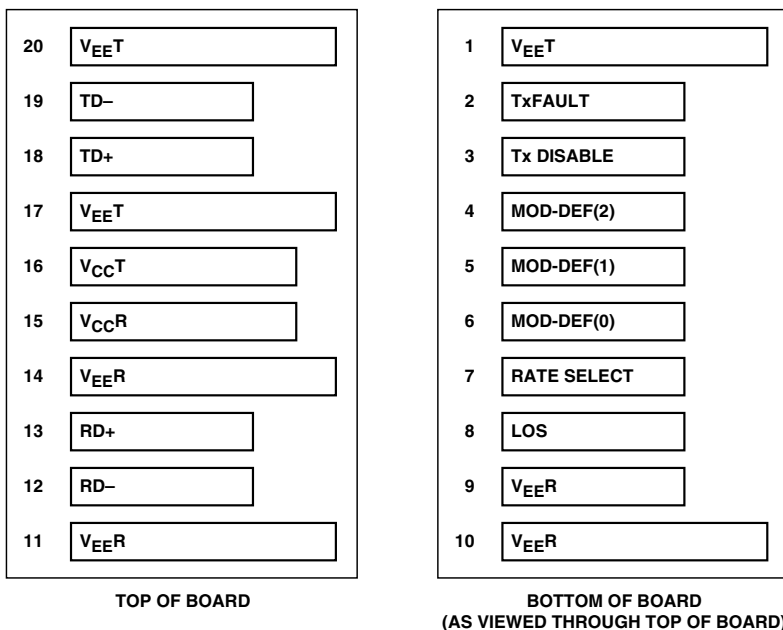 20 VEET
19 TD–
18 TD+
17 VEET
16 VCCT
15 VCCR
14 VEER
13 RD+
12 RD–
11 VEER
TOP OF BOARD
1 VEET
2 TxFAULT
3 Tx DISABLE
4 MOD-DEF(2)
5 MOD-DEF(1)
6 MOD-DEF(0)
7 RATE SELECT
8 LOS
9 VEER
10 VEER
BOTTOM OF BOARD
(AS VIEWED THROUGH TOP OF BOARD)